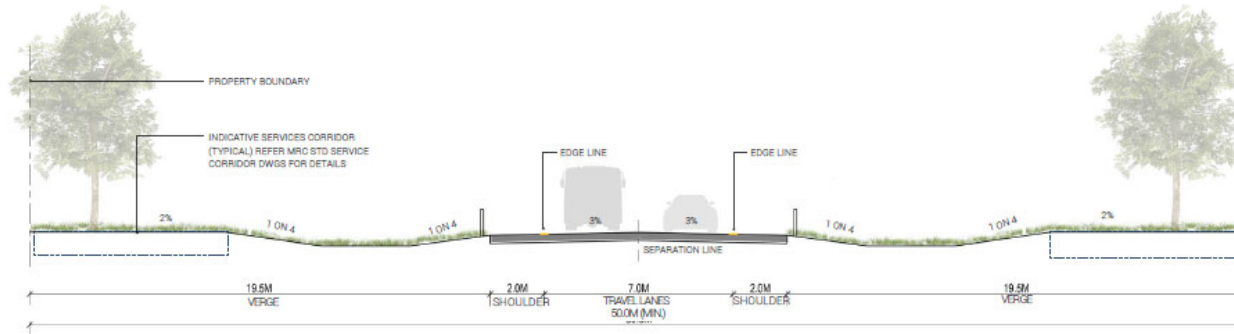 PROPERTY BOUNDARY
INDICATIVE SERVICES CORRIDOR
(TYPICAL) REFER MRC STD SERVICE
CORRIDOR DWGS FOR DETAILS
EDGE LINE
EDGE LINE
2%
1 ON 4
1 ON 4
3%
3%
1 ON 4
1 ON 4
2%
SEPARATION LINE
19.5M
VERGE
2.0M
SHOULDER
7.0M
TRAVEL LANES
2.0M
SHOULDER
19.5M
VERGE
50.0M (MIN.)